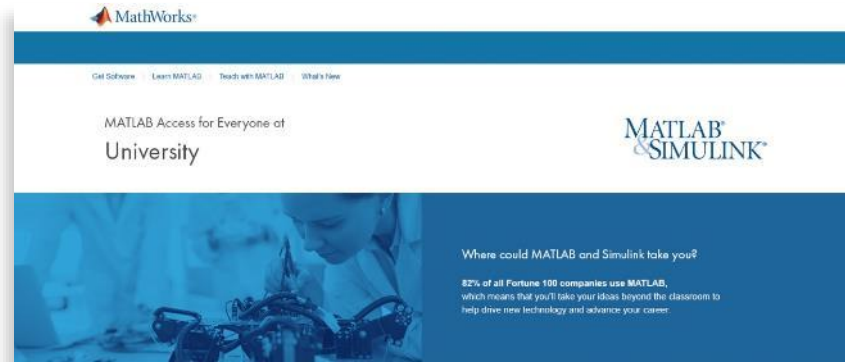 MathWorks®
Get Software Learn MATLAB Teach with MATLAB What's New
MATLAB Access for Everyone at
University
MATLAB®
&SIMULINK®
Where could MATLAB and Simulink take you?
82% of all Fortune 100 companies use MATLAB,
which means that you'll take your ideas beyond the classroom to
help drive new technology and advance your career.